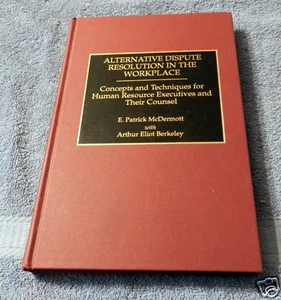 ALTERNATIVE DISPUTE
RESOLUTION IN THE
WORKPLACE
Concepts and Techniques for
Human Resource Executives and
Their Counsel
E. Patrick McDermott
with
Arthur Eliot Berkeley